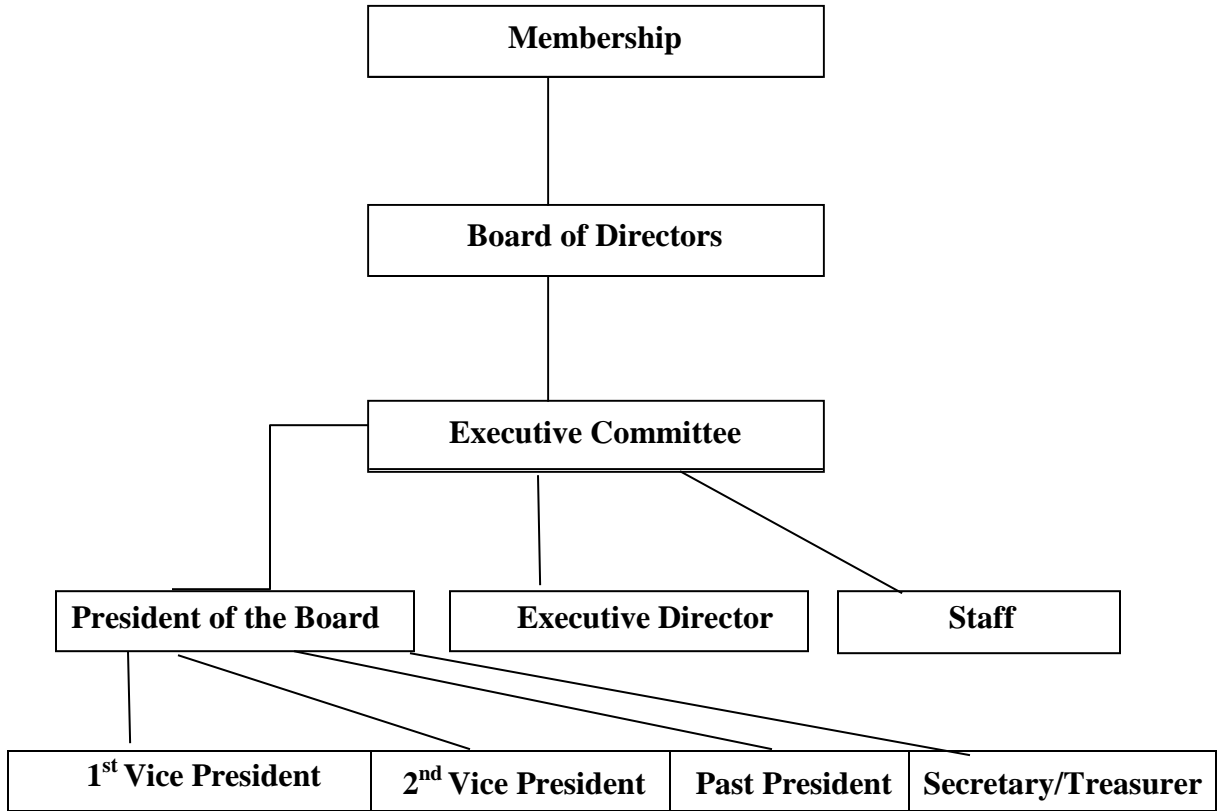 Membership
Board of Directors
Executive Committee
President of the Board
Executive Director
Staff
1st Vice President
2nd Vice President
Past President
Secretary/Treasurer